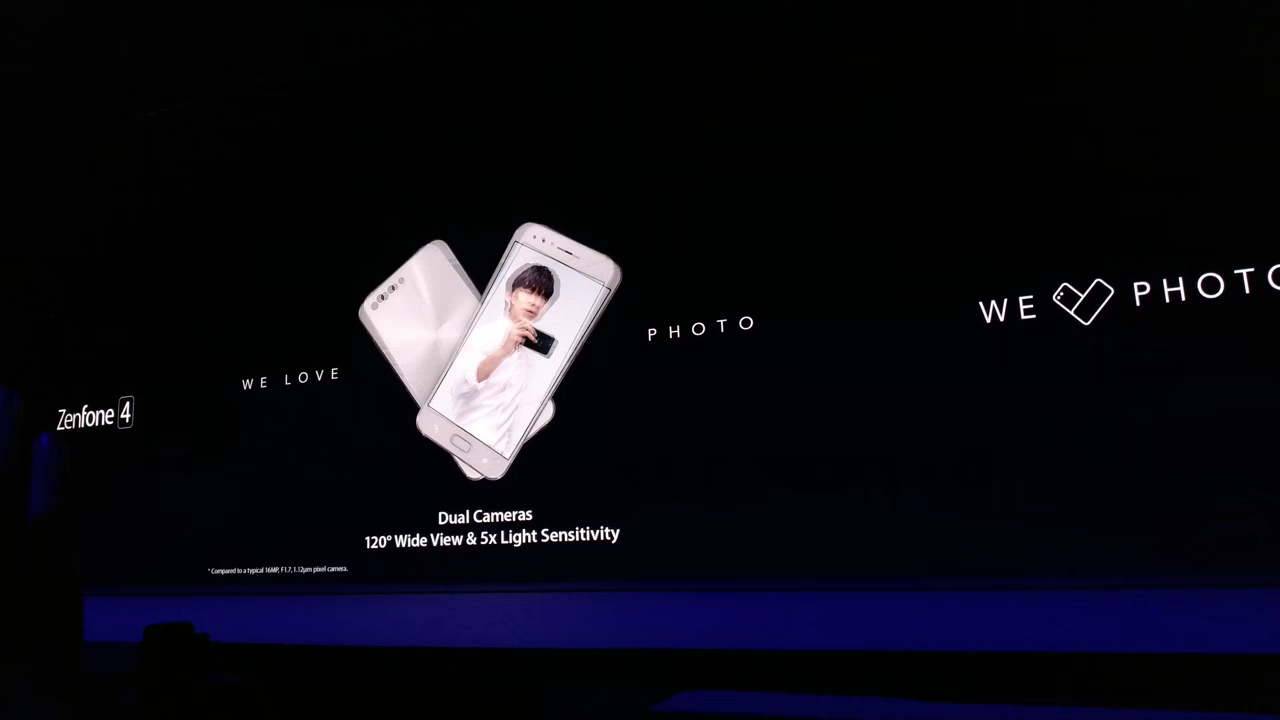 Zenfone 4
WE LOVE
PHOTO
Dual Cameras
120° Wide View & 5x Light Sensitivity
* Compared to a typical 16MP, F1.7, 1.12µm pixel camera.
WE PHOTO